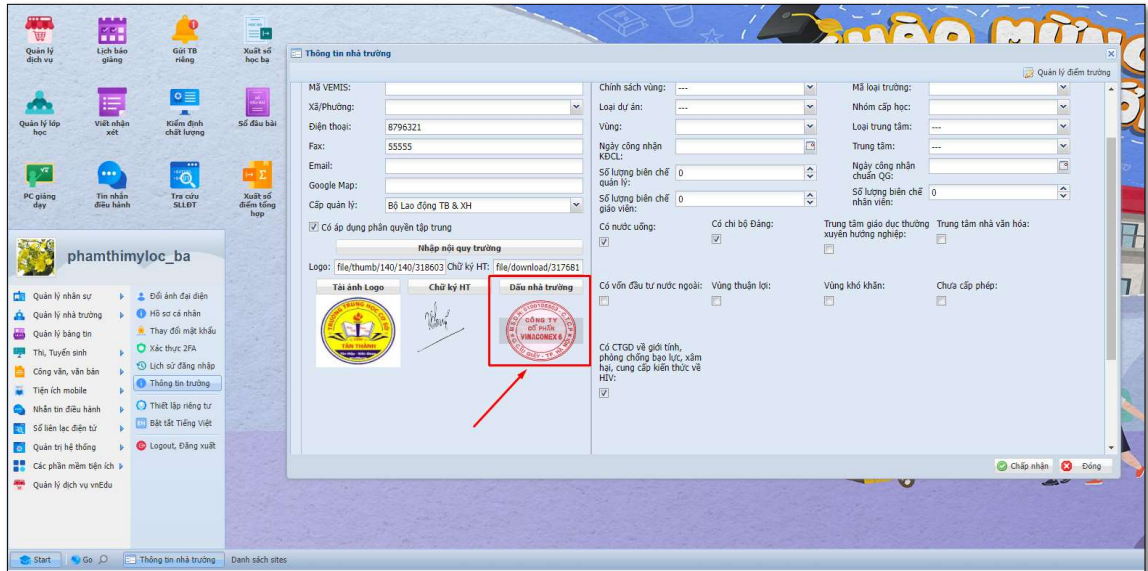 Quản lý dịch vụ
Lịch báo giảng
Gửi TB riêng
Xuất sổ học bạ
Quản lý lớp học
Viết nhận xét
Kiểm định chất lượng
Sổ đầu bài
PC giảng dạy
Tin nhắn điều hành
Tra cứu SLLĐT
Xuất sổ điểm tổng hợp
phamthimyloc_ba
Quản lý nhân sự
Quản lý nhà trường
Quản lý bảng tin
Thi, Tuyển sinh
Công văn, văn bản
Tiện ích mobile
Nhắn tin điều hành
Sổ liên lạc điện tử
Quản trị hệ thống
Các phần mềm tiện ích
Quản lý dịch vụ vnEdu
Đổi ảnh đại diện
Hồ sơ cá nhân
Thay đổi mật khẩu
Xác thực 2FA
Lịch sử đăng nhập
Thông tin trường
Thiết lập riêng tư
Bật tắt Tiếng Việt
Logout, Đăng xuất
CHÀO MỪNG
Thông tin nhà trường
Quản lý điểm trường
Mã VEMIS:
Xã/Phường:
Điện thoại: 8796321
Fax: 55555
Email:
Google Map:
Cấp quản lý: Bộ Lao động TB & XH
Có áp dụng phân quyền tập trung
Nhập nội quy trường
Logo: file/thumb/140/140/318603 Chữ ký HT: file/download/317681
Tải ảnh Logo Chữ ký HT Dấu nhà trường
TRƯỜNG TRUNG HỌC CƠ SỞ
TÂN THÀNH
CÔNG TY
CỔ PHẦN
VINACONEX 6
Chính sách vùng: ---
Loại dự án: ---
Vùng:
Ngày công nhận KĐCL:
Số lượng biên chế quản lý: 0
Số lượng biên chế giáo viên: 0
Mã loại trường:
Nhóm cấp học:
Loại trung tâm: ---
Trung tâm: ---
Ngày công nhận chuẩn QG:
Số lượng biên chế nhân viên: 0
Có nước uống:
Có chi bộ Đảng:
Trung tâm giáo dục thường xuyên hướng nghiệp:
Trung tâm nhà văn hóa:
Có vốn đầu tư nước ngoài:
Vùng thuận lợi:
Vùng khó khăn:
Chưa cấp phép:
Có CTGD về giới tính,
phòng chống bạo lực, xâm
hại, cung cấp kiến thức về
HIV:
Chấp nhận
Đóng
Start
Go
Thông tin nhà trường
Danh sách sites